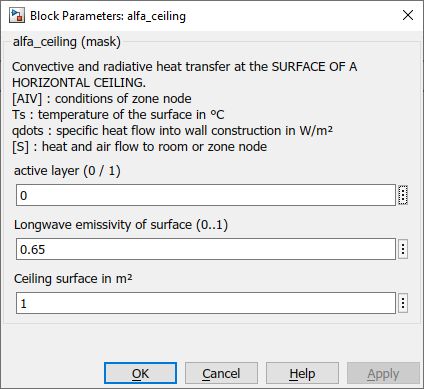 Block Parameters: alfa_ceiling
alfa_ceiling (mask)
Convective and radiative heat transfer at the SURFACE OF A
HORIZONTAL CEILING.
[AIV] : conditions of zone node
Ts : temperature of the surface in °C
qdots : specific heat flow into wall construction in W/m²
[S] : heat and air flow to room or zone node
active layer (0 / 1)
0
Longwave emissivity of surface (0..1)
0.65
Ceiling surface in m²
1
OK Cancel Help Apply